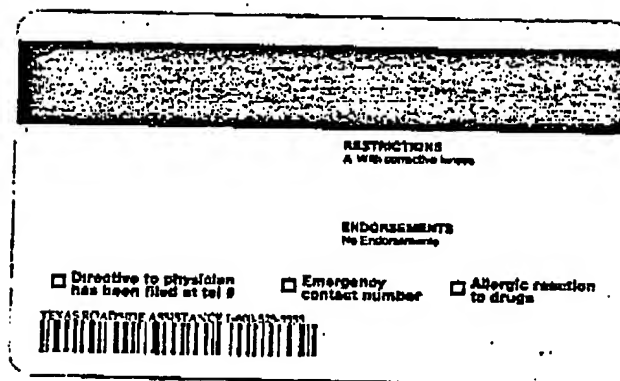 RESTRICTIONS
A With corrective lenses
ENDORSEMENTS
No Endorsements
Directive to physician
has been filed at tel #
Emergency
contact number
Allergic reaction
to drugs
TEXAS ROADSIDE ASSISTANCE